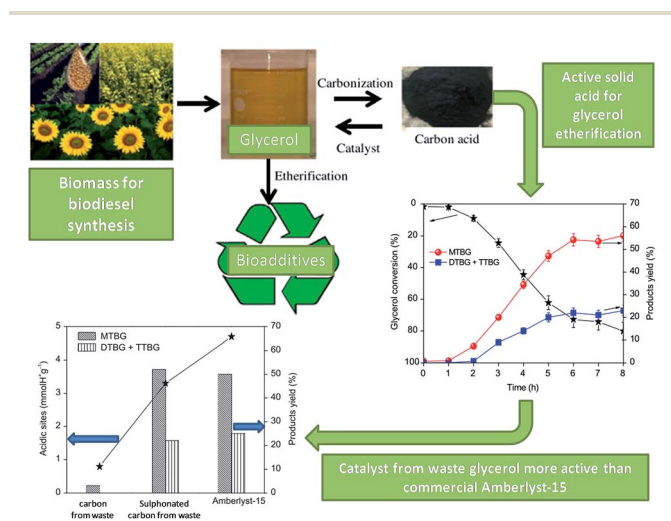 Carbonization
Glycerol
Catalyst
Carbon acid
Active solid
acid for
glycerol
etherification
Etherification
Biomass for
biodiesel
synthesis
Bioadditives
Glycerol conversion (%)
0
20
40
60
80
100
MTBG
DTBG + TTBG
70
60
50
40
30
20
10
0
Products yield (%)
0 1 2 3 4 5 6 7 8
Time (h)
Acidic sites (mmolH⁺g⁻¹)
5
4
3
2
1
0
MTBG
DTBG + TTBG
70
60
50
40
30
20
10
0
Products yield (%)
carbon
from waste
Sulphonated
carbon from waste
Amberlyst-15
Catalyst from waste glycerol more active than
commercial Amberlyst-15